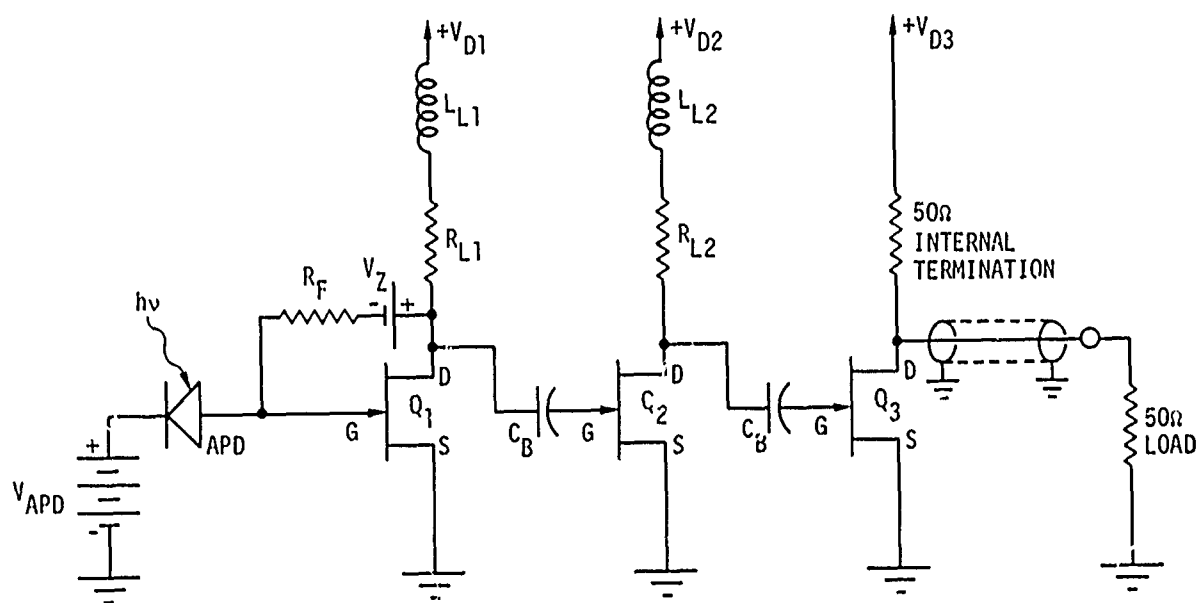 +V_D1
+V_D2
+V_D3
L_L1
L_L2
R_L1
R_L2
50Ω
INTERNAL
TERMINATION
R_F
V_Z
- +
hν
D
Q_1
G
S
APD
C_B
G
D
Q_2
S
C_B
G
D
Q_3
S
50Ω
LOAD
+
V_APD
-